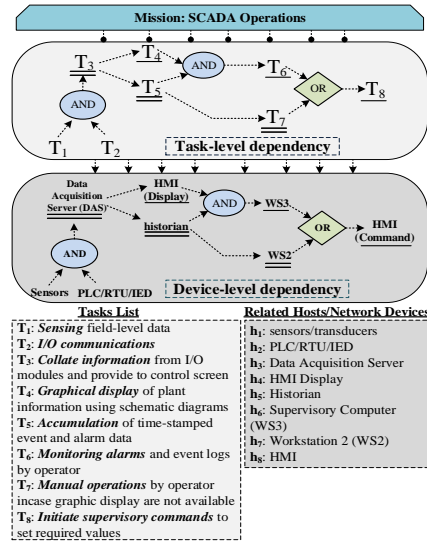 Mission: SCADA Operations
T3
T4
AND
T5
T6
OR
T8
AND
T7
T1
T2
Task-level dependency
Data
Acquisition
Server (DAS)
HMI
(Display)
historian
AND
WS3
OR
HMI
(Command)
AND
WS2
Sensors
PLC/RTU/IED
Device-level dependency
Tasks List
T1: Sensing field-level data
T2: I/O communications
T3: Collate information from I/O
modules and provide to control screen
T4: Graphical display of plant
information using schematic diagrams
T5: Accumulation of time-stamped
event and alarm data
T6: Monitoring alarms and event logs
by operator
T7: Manual operations by operator
incase graphic display are not available
T8: Initiate supervisory commands to
set required values
Related Hosts/Network Devices
h1: sensors/transducers
h2: PLC/RTU/IED
h3: Data Acquisition Server
h4: HMI Display
h5: Historian
h6: Supervisory Computer
(WS3)
h7: Workstation 2 (WS2)
h8: HMI